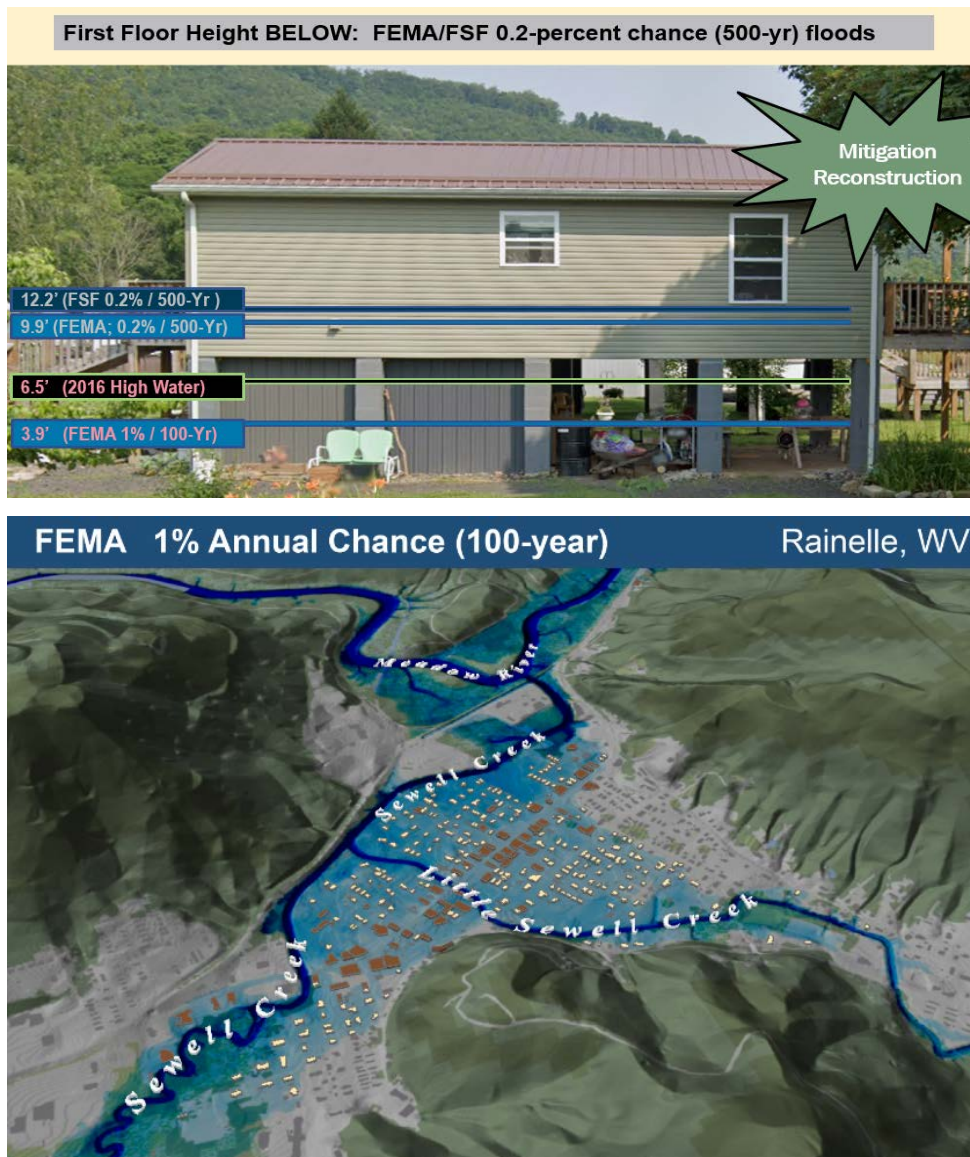 First Floor Height BELOW: FEMA/FSF 0.2-percent chance (500-yr) floods
Mitigation
Reconstruction
12.2' (FSF 0.2% / 500-Yr )
9.9' (FEMA; 0.2% / 500-Yr)
6.5' (2016 High Water)
3.9' (FEMA 1% / 100-Yr)
FEMA 1% Annual Chance (100-year) Rainelle, WV
Meadow River
Sewell Creek
Little Sewell Creek
Sewell Creek